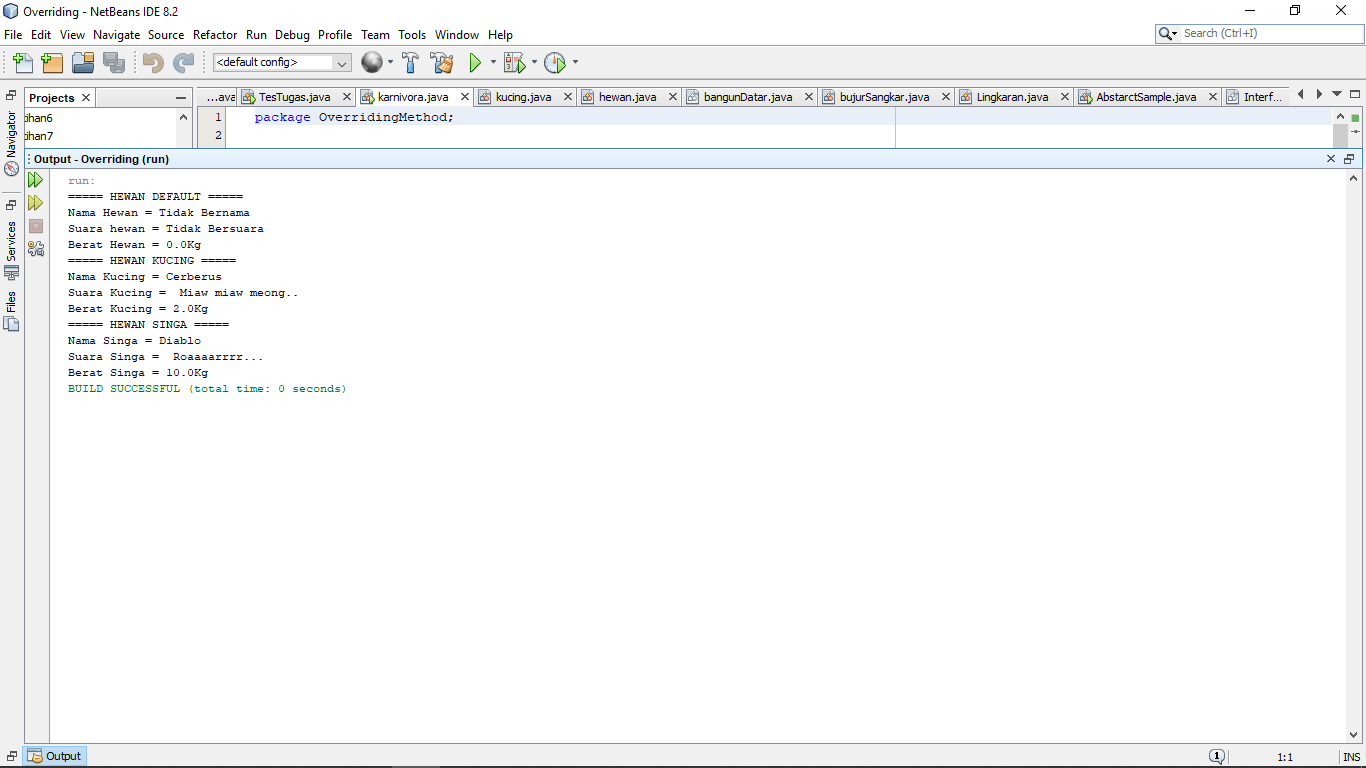 Overriding - NetBeans IDE 8.2
File Edit View Navigate Source Refactor Run Debug Profile Team Tools Window Help
Search (Ctrl+I)
<default config>
Projects
...ava TesTugas.java karnivora.java kucing.java hewan.java bangunDatar.java bujurSangkar.java Lingkaran.java AbstarctSample.java Interf...
tihan6
tihan7
1 package OverridingMethod;
2
Navigator
Services
Files
Output - Overriding (run)
run:
===== HEWAN DEFAULT =====
Nama Hewan = Tidak Bernama
Suara hewan = Tidak Bersuara
Berat Hewan = 0.0Kg
===== HEWAN KUCING =====
Nama Kucing = Cerberus
Suara Kucing =  Miaw miaw meong..
Berat Kucing = 2.0Kg
===== HEWAN SINGA =====
Nama Singa = Diablo
Suara Singa =  Roaaaarrrr...
Berat Singa = 10.0Kg
BUILD SUCCESSFUL (total time: 0 seconds)
Output
1
1:1
INS